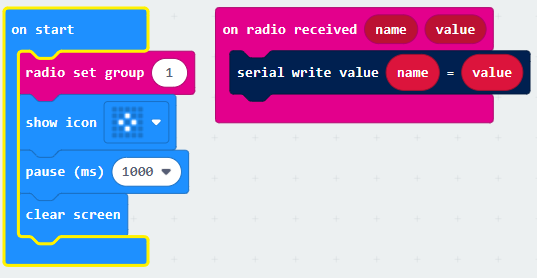 on start
radio set group 1
show icon
pause (ms) 1000
clear screen
on radio received name value
serial write value name = value